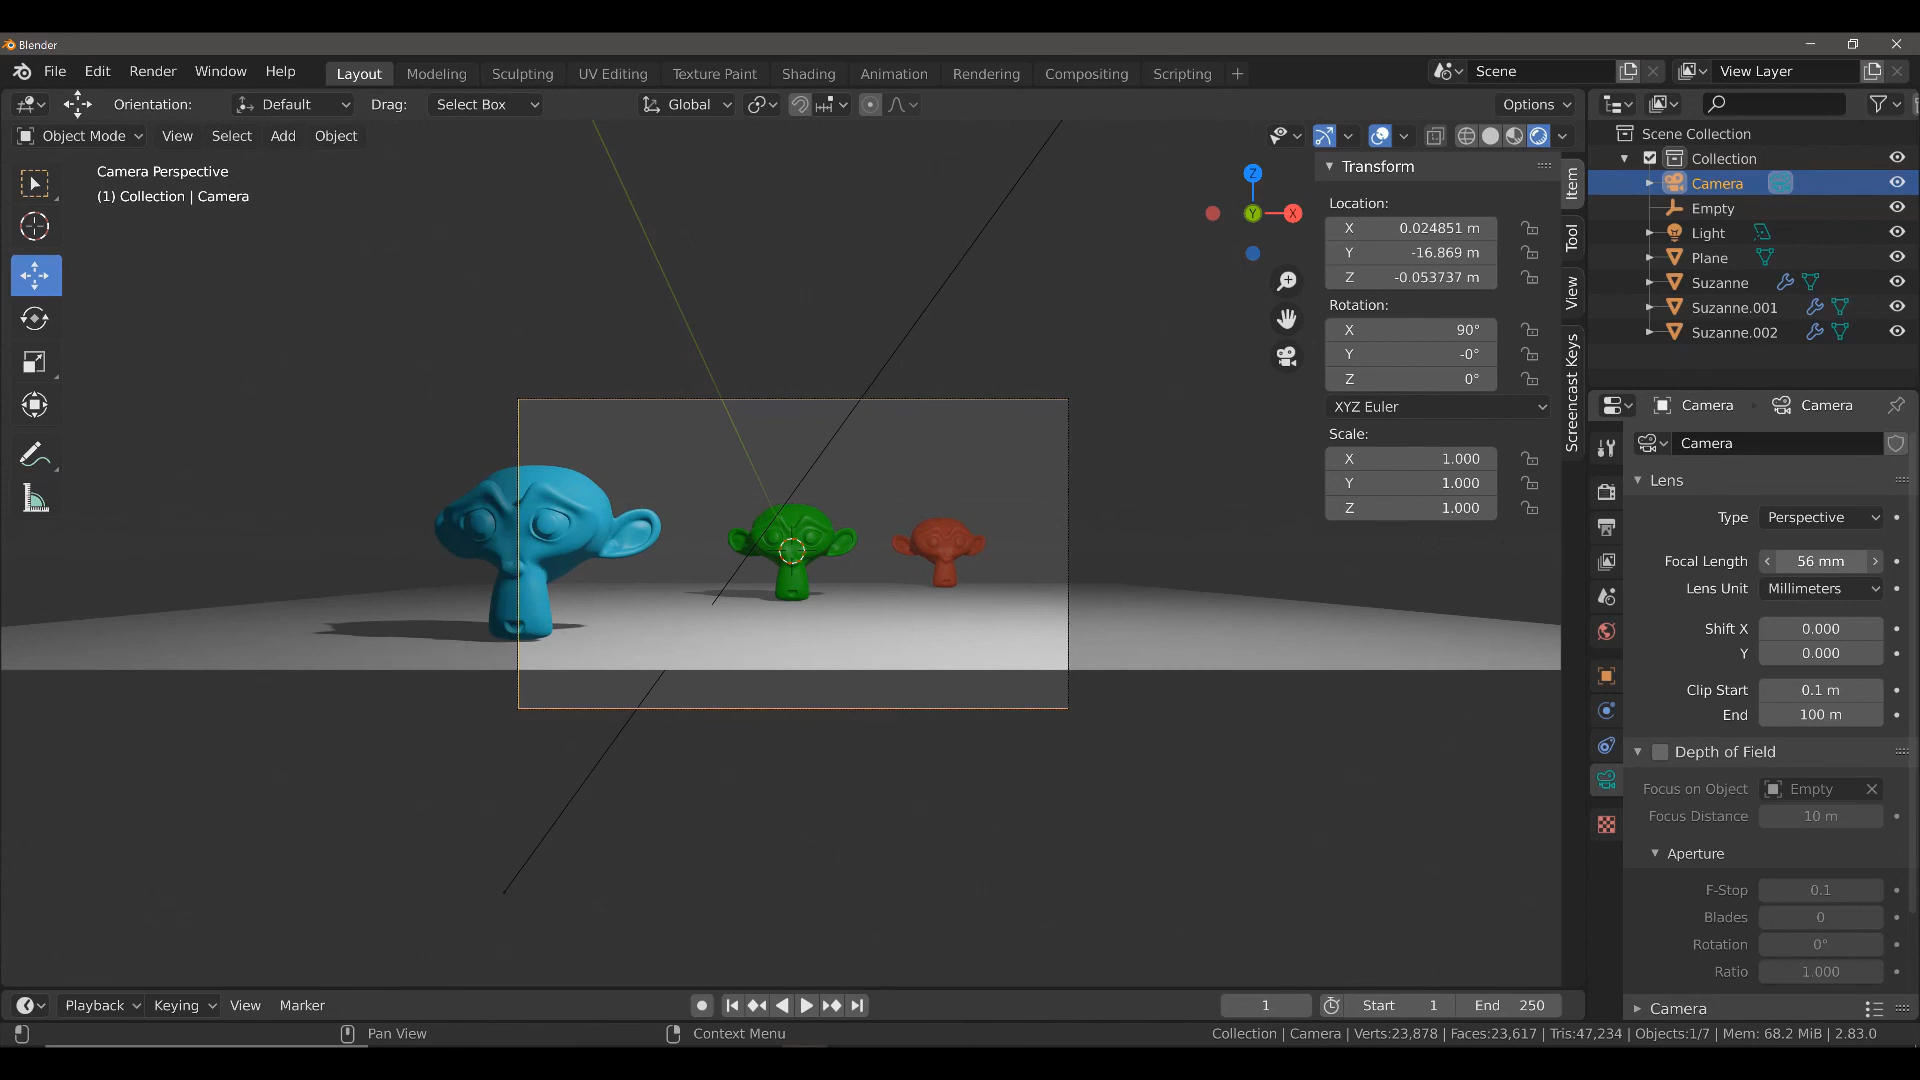 Blender
File Edit Render Window Help Layout Modeling Sculpting UV Editing Texture Paint Shading Animation Rendering Compositing Scripting + Scene View Layer
Orientation: Default Drag: Select Box Global Options
Object Mode View Select Add Object
Camera Perspective
(1) Collection | Camera
Z
Y X
Transform
Location:
X 0.024851 m
Y -16.869 m
Z -0.053737 m
Rotation:
X 90°
Y -0°
Z 0°
XYZ Euler
Scale:
X 1.000
Y 1.000
Z 1.000
Item
Tool
View
Screencast Keys
Scene Collection
Collection
Camera
Empty
Light
Plane
Suzanne
Suzanne.001
Suzanne.002
Camera Camera
Camera
Lens
Type Perspective
Focal Length 56 mm
Lens Unit Millimeters
Shift X 0.000
Y 0.000
Clip Start 0.1 m
End 100 m
Depth of Field
Focus on Object Empty
Focus Distance 10 m
Aperture
F-Stop 0.1
Blades 0
Rotation 0°
Ratio 1.000
Camera
Playback Keying View Marker 1 Start 1 End 250
Pan View Context Menu Collection | Camera | Verts:23,878 | Faces:23,617 | Tris:47,234 | Objects:1/7 | Mem: 68.2 MiB | 2.83.0